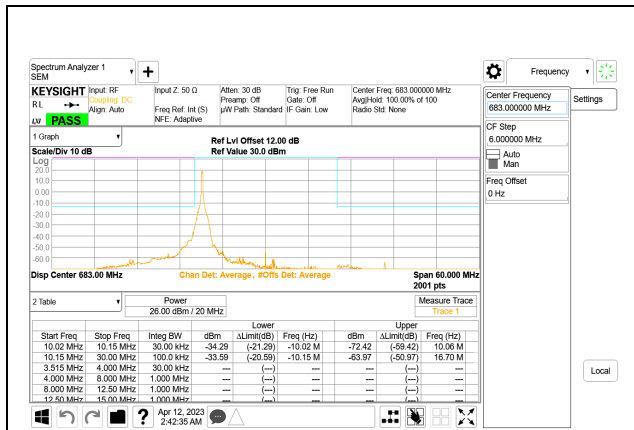 Spectrum Analyzer 1
SEM
+
Frequency
KEYSIGHT
RL
LXI PASS
Input: RF
Coupling: DC
Align: Auto
Input Z: 50 Ω
Freq Ref: Int (S)
NFE: Adaptive
Atten: 30 dB
Preamp: Off
µW Path: Standard
Trig: Free Run
Gate: Off
IF Gain: Low
Center Freq: 683.000000 MHz
Avg|Hold: 100.00% of 100
Radio Std: None
Center Frequency
683.000000 MHz
Settings
CF Step
6.000000 MHz
Auto
Man
Freq Offset
0 Hz
1 Graph
Scale/Div 10 dB
Ref Lvl Offset 12.00 dB
Ref Value 30.0 dBm
Log
20.0
10.0
0.00
-10.0
-20.0
-30.0
-40.0
-50.0
-60.0
Disp Center 683.00 MHz
Chan Det: Average, #Offs Det: Average
Span 60.000 MHz
2001 pts
2 Table
Power
26.00 dBm / 20 MHz
Measure Trace
Trace 1
Lower Upper
Start Freq Stop Freq Integ BW dBm ΔLimit(dB) Freq (Hz) dBm ΔLimit(dB) Freq (Hz)
10.02 MHz 10.15 MHz 30.00 kHz -34.29 (-21.29) -10.02 M -72.42 (-59.42) 10.06 M
10.15 MHz 30.00 MHz 100.0 kHz -33.59 (-20.59) -10.15 M -63.97 (-50.97) 16.70 M
3.515 MHz 4.000 MHz 30.00 kHz --- (---) --- --- (---) ---
4.000 MHz 8.000 MHz 1.000 MHz --- (---) --- --- (---) ---
8.000 MHz 12.50 MHz 1.000 MHz --- (---) --- --- (---) ---
12.50 MHz 15.00 MHz 1.000 MHz --- (---) --- --- (---) ---
Local
?
Apr 12, 2023
2:42:35 AM